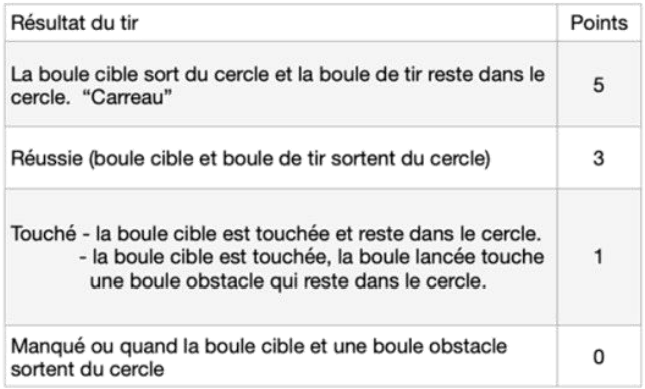 Résultat du tir Points
La boule cible sort du cercle et la boule de tir reste dans le
cercle. “Carreau” 5
Réussie (boule cible et boule de tir sortent du cercle) 3
Touché - la boule cible est touchée et reste dans le cercle.
- la boule cible est touchée, la boule lancée touche 1
une boule obstacle qui reste dans le cercle.
Manqué ou quand la boule cible et une boule obstacle
sortent du cercle 0